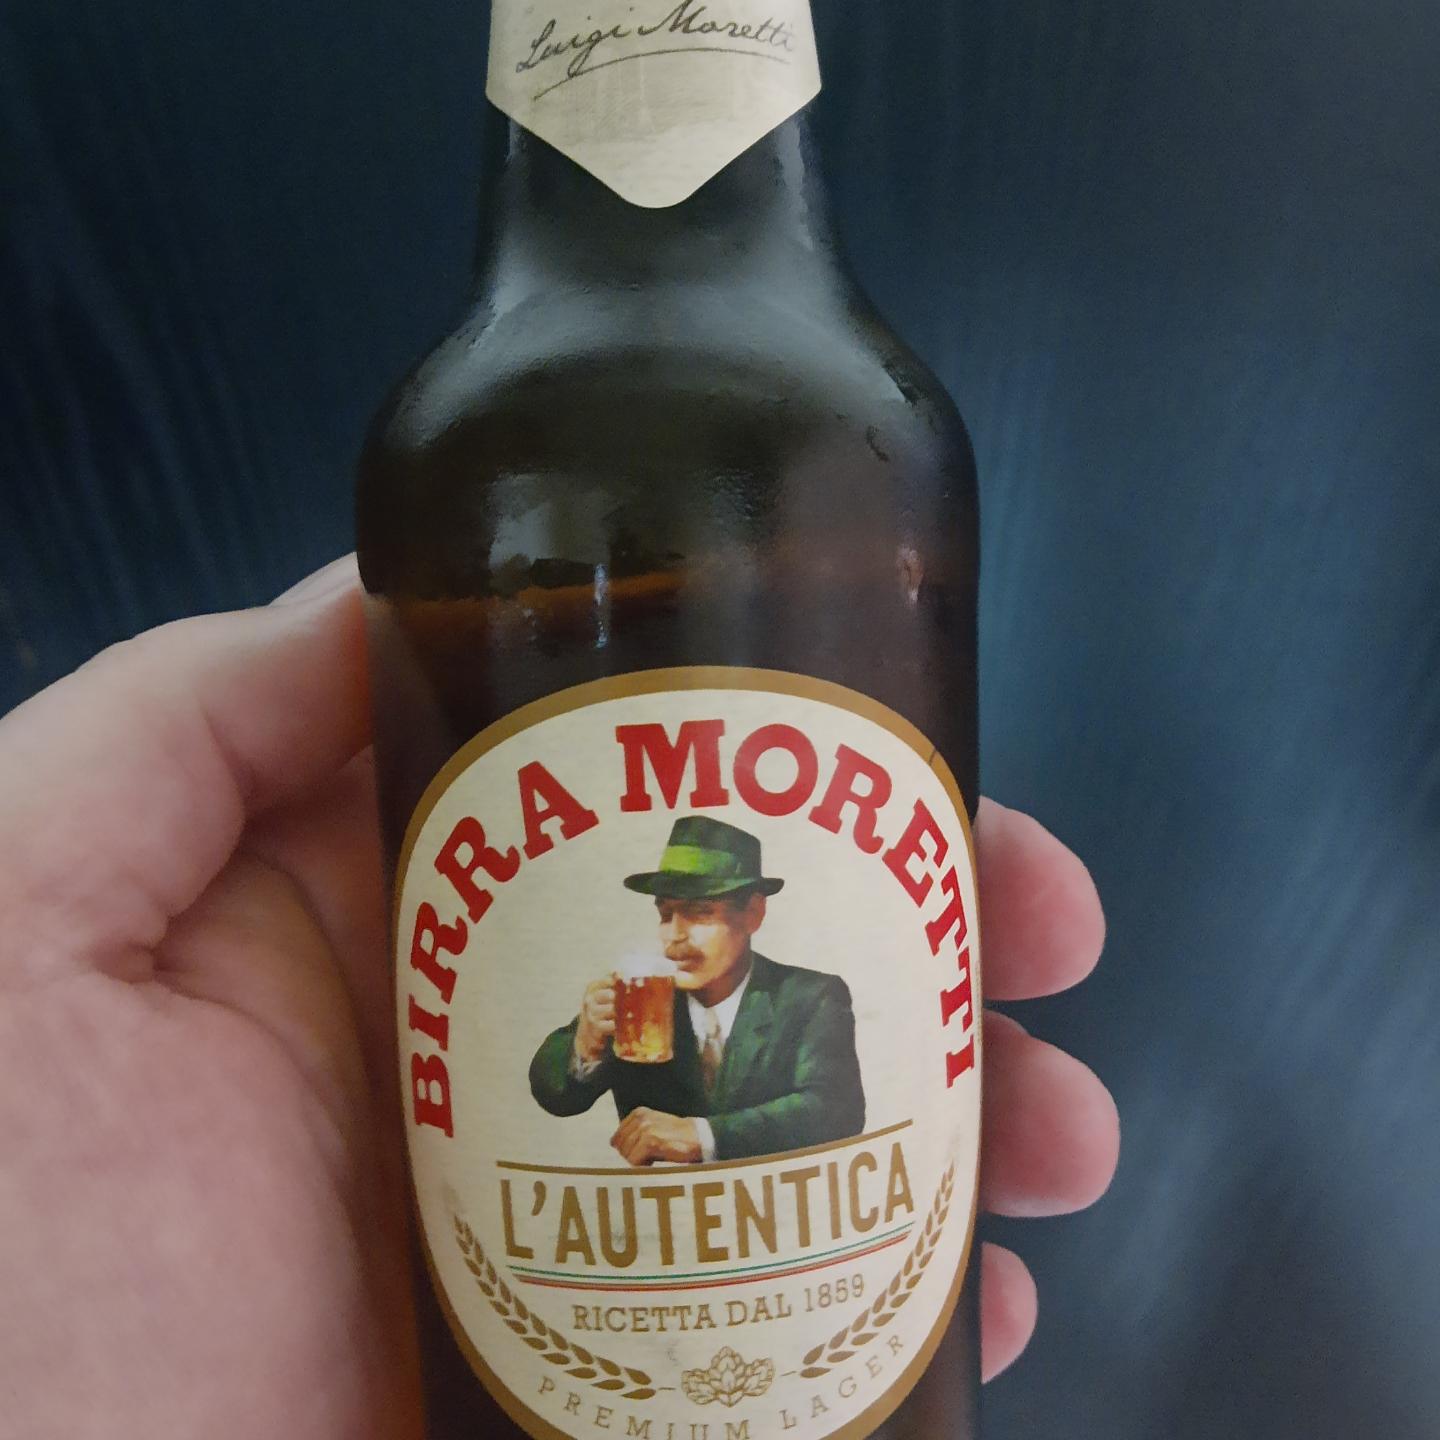 Luigi Moretti
BIRRA MORETTI
L'AUTENTICA
RICETTA DAL 1859
PREMIUM LAGER